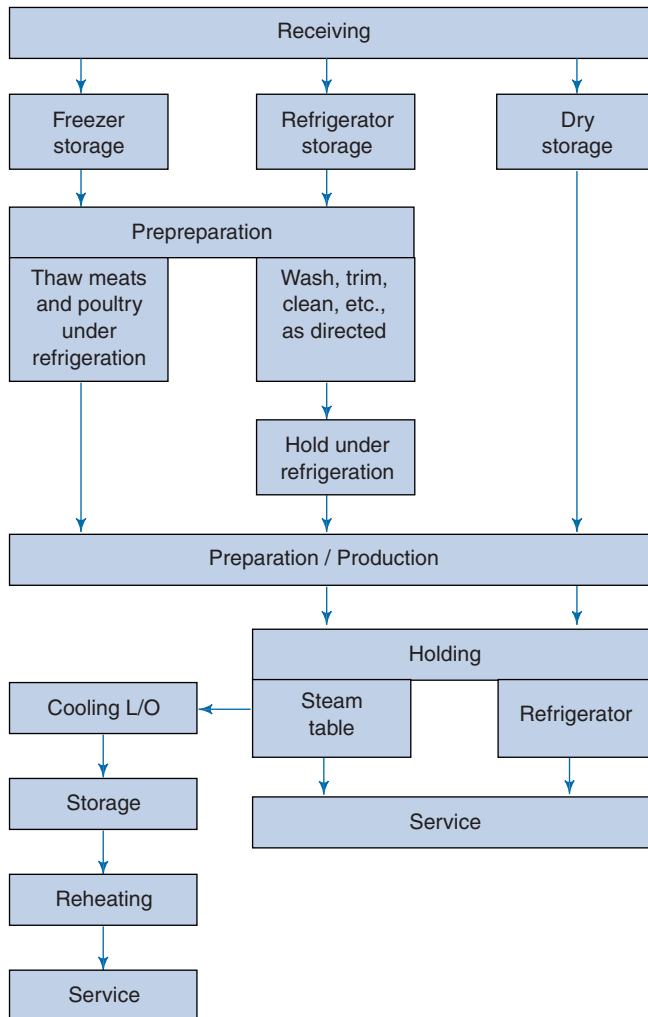 Receiving
Freezer
storage
Refrigerator
storage
Dry
storage
Prepreparation
Thaw meats
and poultry
under
refrigeration
Wash, trim,
clean, etc.,
as directed
Hold under
refrigeration
Preparation / Production
Holding
Steam
table
Refrigerator
Cooling L/O
Storage
Service
Reheating
Service